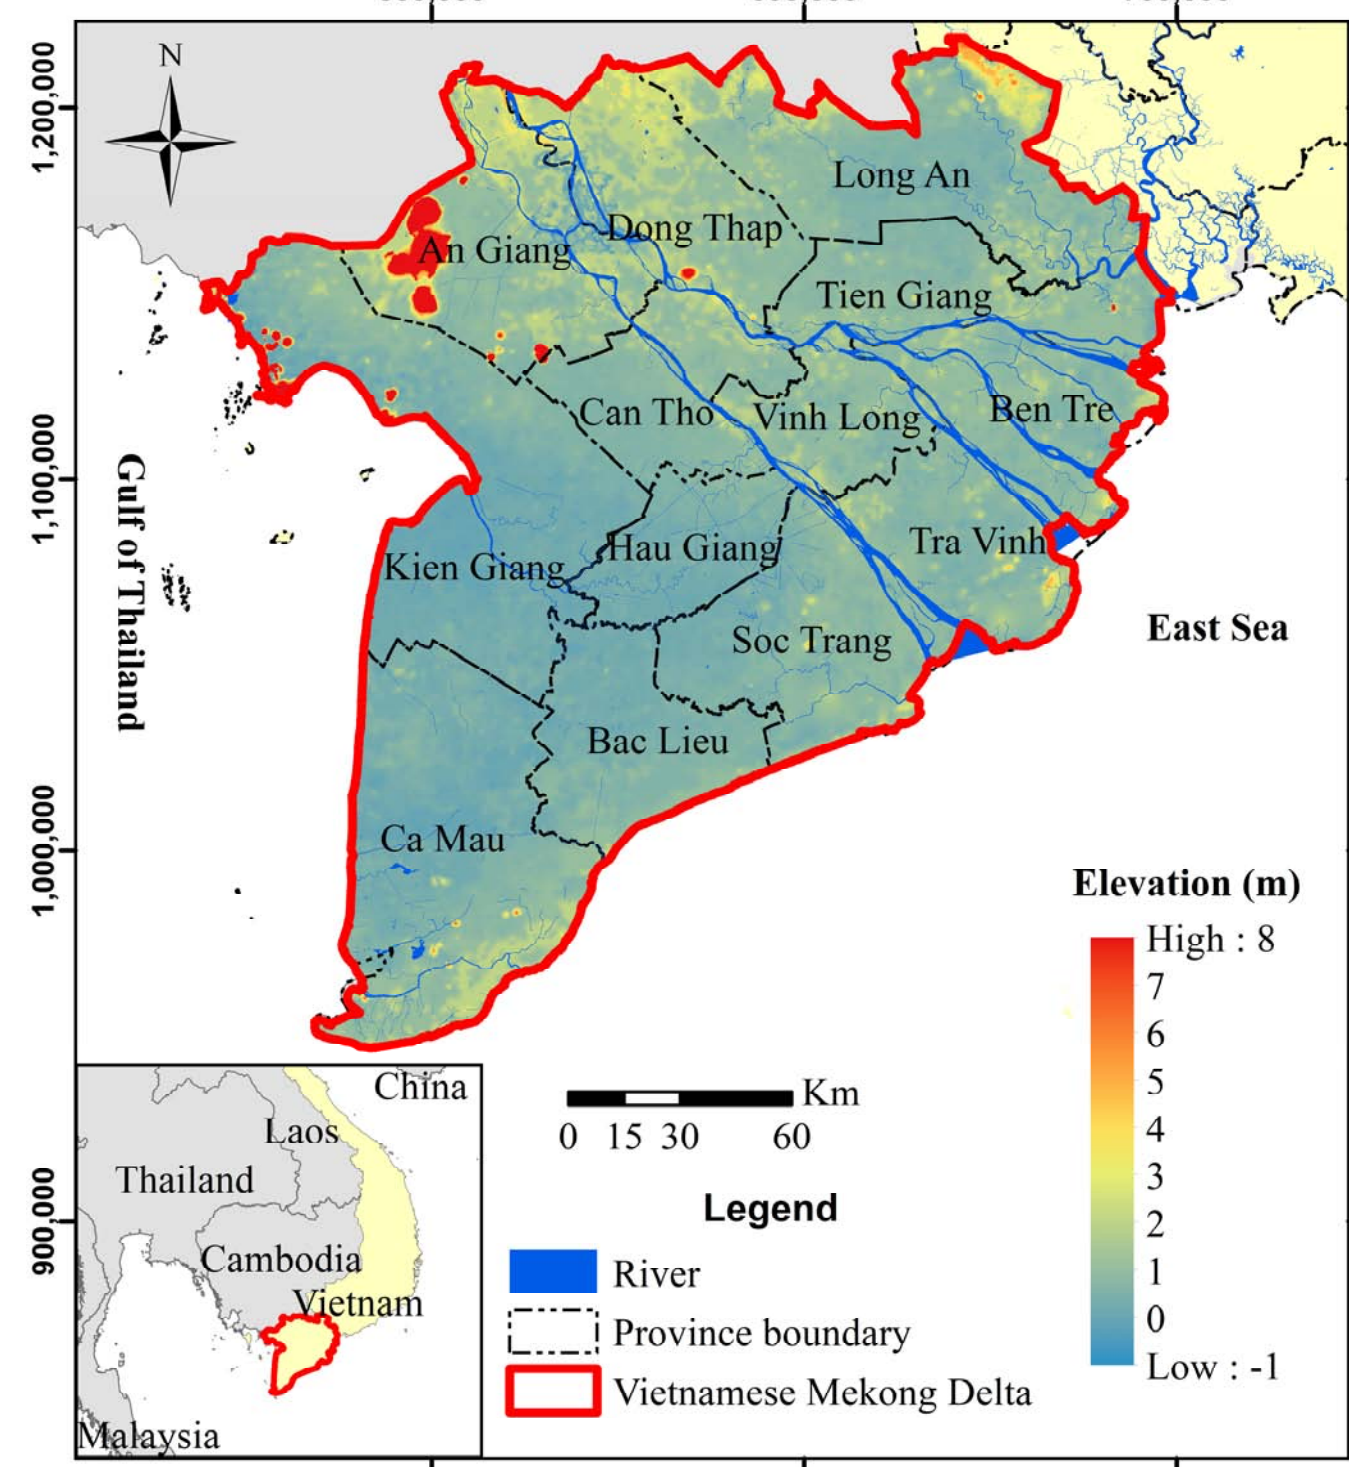 N
1,200,000
1,100,000
1,000,000
900,000
Long An
Dong Thap
An Giang
Tien Giang
Can Tho
Vinh Long
Ben Tre
Tra Vinh
Hau Giang
Kien Giang
Soc Trang
Bac Lieu
Ca Mau
Gulf of Thailand
East Sea
Elevation (m)
High : 8
7
6
5
4
3
2
1
0
Low : -1
Km
0 15 30 60
Legend
River
Province boundary
Vietnamese Mekong Delta
China
Laos
Thailand
Cambodia
Vietnam
Malaysia